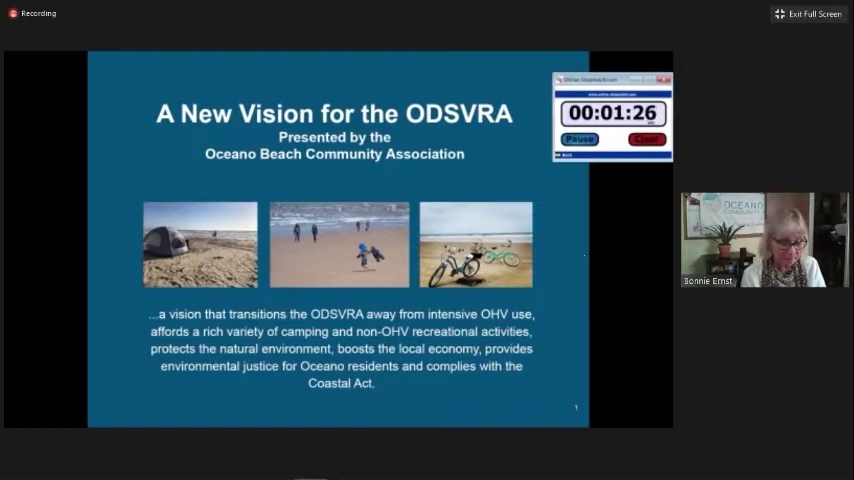 Recording
Exit Full Screen
A New Vision for the ODSVRA
Presented by the
Oceano Beach Community Association
00:01:26
Pause
Clear
...a vision that transitions the ODSVRA away from intensive OHV use,
affords a rich variety of camping and non-OHV recreational activities,
protects the natural environment, boosts the local economy, provides
environmental justice for Oceano residents and complies with the
Coastal Act.
1
OCEANO
Bonnie Ernst